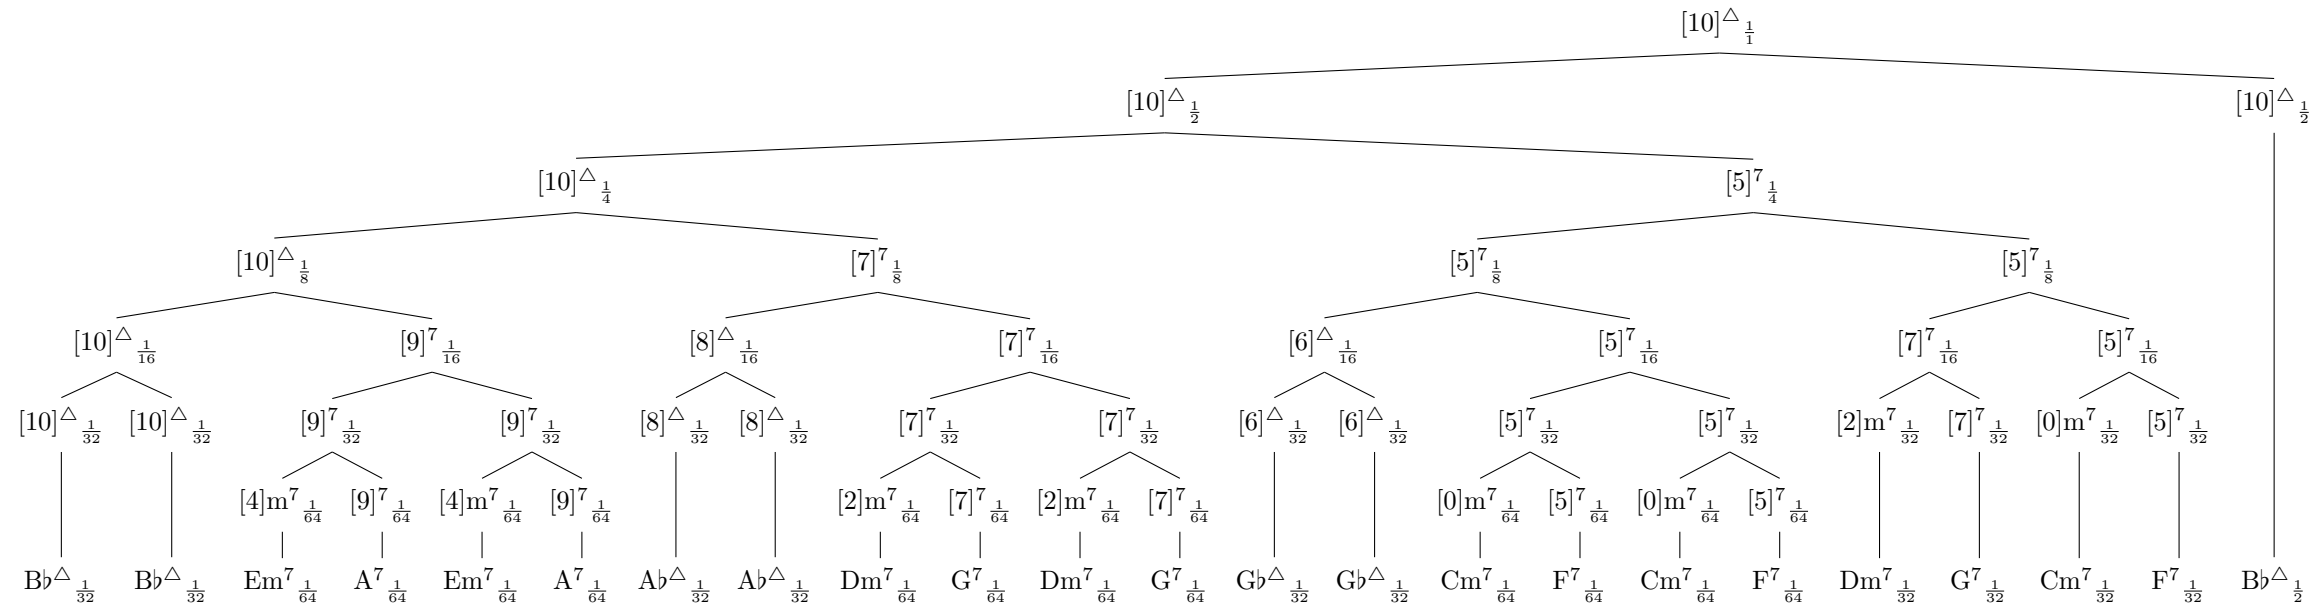 [10]△ 1/1
[10]△ 1/2 [10]△ 1/2
[10]△ 1/4 [5]7 1/4
[10]△ 1/8 [7]7 1/8 [5]7 1/8 [5]7 1/8
[10]△ 1/16 [9]7 1/16 [8]△ 1/16 [7]7 1/16 [6]△ 1/16 [5]7 1/16 [7]7 1/16 [5]7 1/16
[10]△ 1/32 [10]△ 1/32 [9]7 1/32 [9]7 1/32 [8]△ 1/32 [8]△ 1/32 [7]7 1/32 [7]7 1/32 [6]△ 1/32 [6]△ 1/32 [5]7 1/32 [5]7 1/32 [2]m7 1/32 [7]7 1/32 [0]m7 1/32 [5]7 1/32
[4]m7 1/64 [9]7 1/64 [4]m7 1/64 [9]7 1/64 [2]m7 1/64 [7]7 1/64 [2]m7 1/64 [7]7 1/64 [0]m7 1/64 [5]7 1/64 [0]m7 1/64 [5]7 1/64
B♭△ 1/32 B♭△ 1/32 Em7 1/64 A7 1/64 Em7 1/64 A7 1/64 A♭△ 1/32 A♭△ 1/32 Dm7 1/64 G7 1/64 Dm7 1/64 G7 1/64 G♭△ 1/32 G♭△ 1/32 Cm7 1/64 F7 1/64 Cm7 1/64 F7 1/64 Dm7 1/32 G7 1/32 Cm7 1/32 F7 1/32 B♭△ 1/2